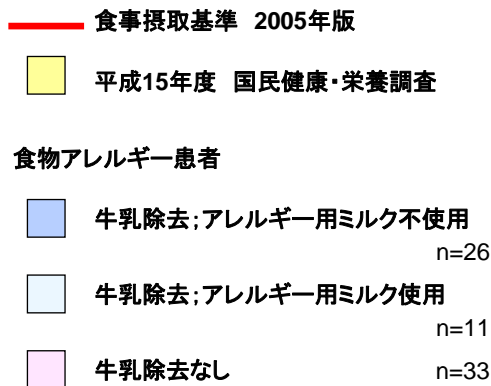 食事摂取基準 2005年版
平成15年度 国民健康・栄養調査
食物アレルギー患者
牛乳除去;アレルギー用ミルク不使用
n=26
牛乳除去;アレルギー用ミルク使用
n=11
牛乳除去なし n=33